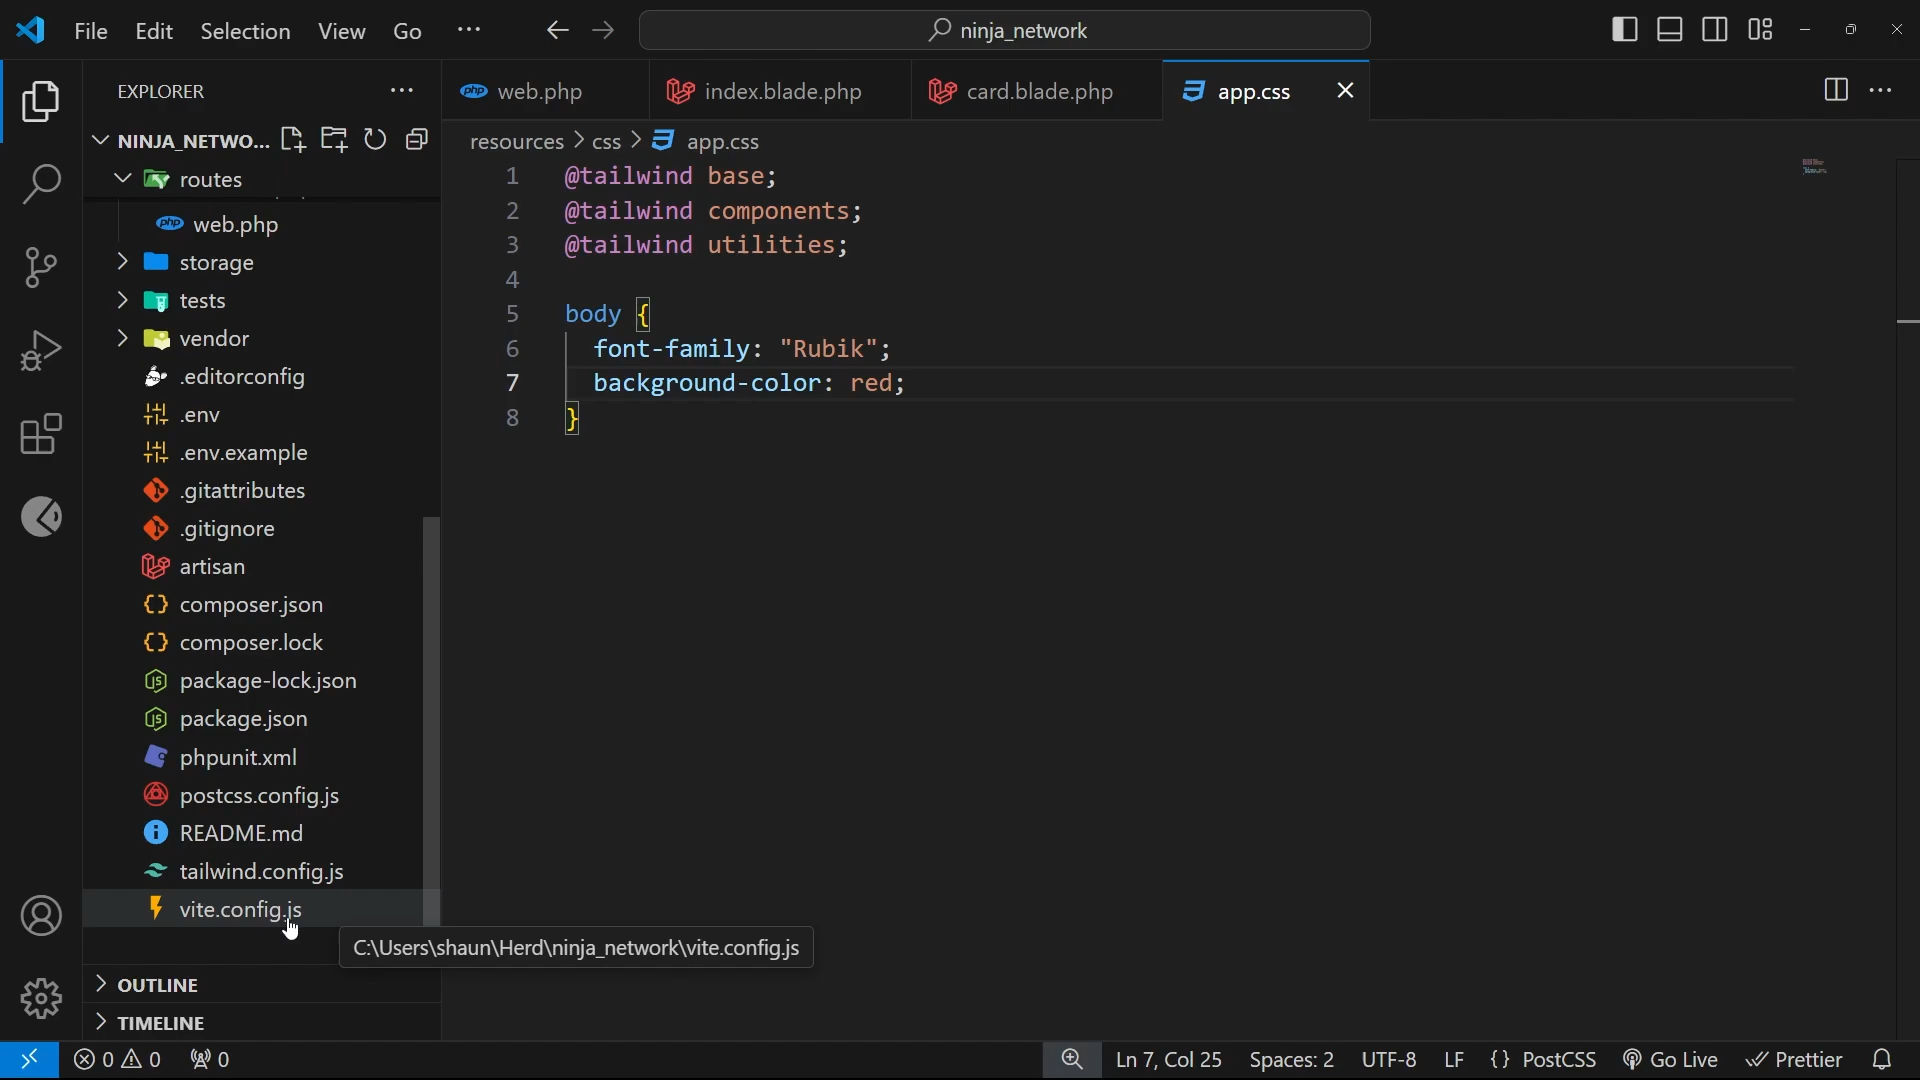 File Edit Selection View Go ··· ninja_network
EXPLORER ···
NINJA_NETWO...
routes
web.php
storage
tests
vendor
.editorconfig
.env
.env.example
.gitattributes
.gitignore
artisan
composer.json
composer.lock
package-lock.json
package.json
phpunit.xml
postcss.config.js
README.md
tailwind.config.js
vite.config.js
OUTLINE
TIMELINE
web.php index.blade.php card.blade.php app.css
resources > css > app.css
1 @tailwind base;
2 @tailwind components;
3 @tailwind utilities;
4
5 body {
6 font-family: "Rubik";
7 background-color: red;
8 }
C:\Users\shaun\Herd\ninja_network\vite.config.js
0 0 0 Ln 7, Col 25 Spaces: 2 UTF-8 LF {} PostCSS Go Live Prettier